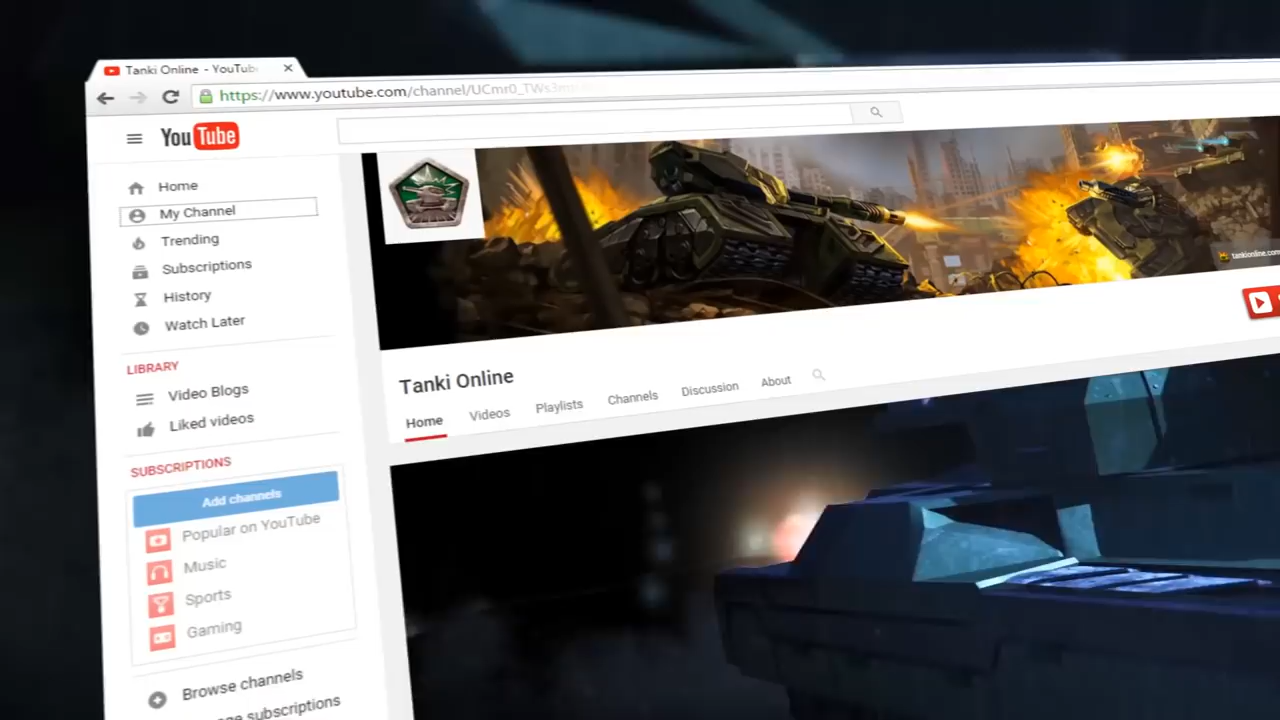 Tanki Online - YouTub
https://www.youtube.com/channel/UCmr0_TWs3m
YouTube
Home
My Channel
Trending
Subscriptions
History
Watch Later
LIBRARY
Video Blogs
Liked videos
SUBSCRIPTIONS
Add channels
Popular on YouTube
Music
Sports
Gaming
Browse channels
subscriptions
tankionline.com
Tanki Online
Home Videos Playlists Channels Discussion About